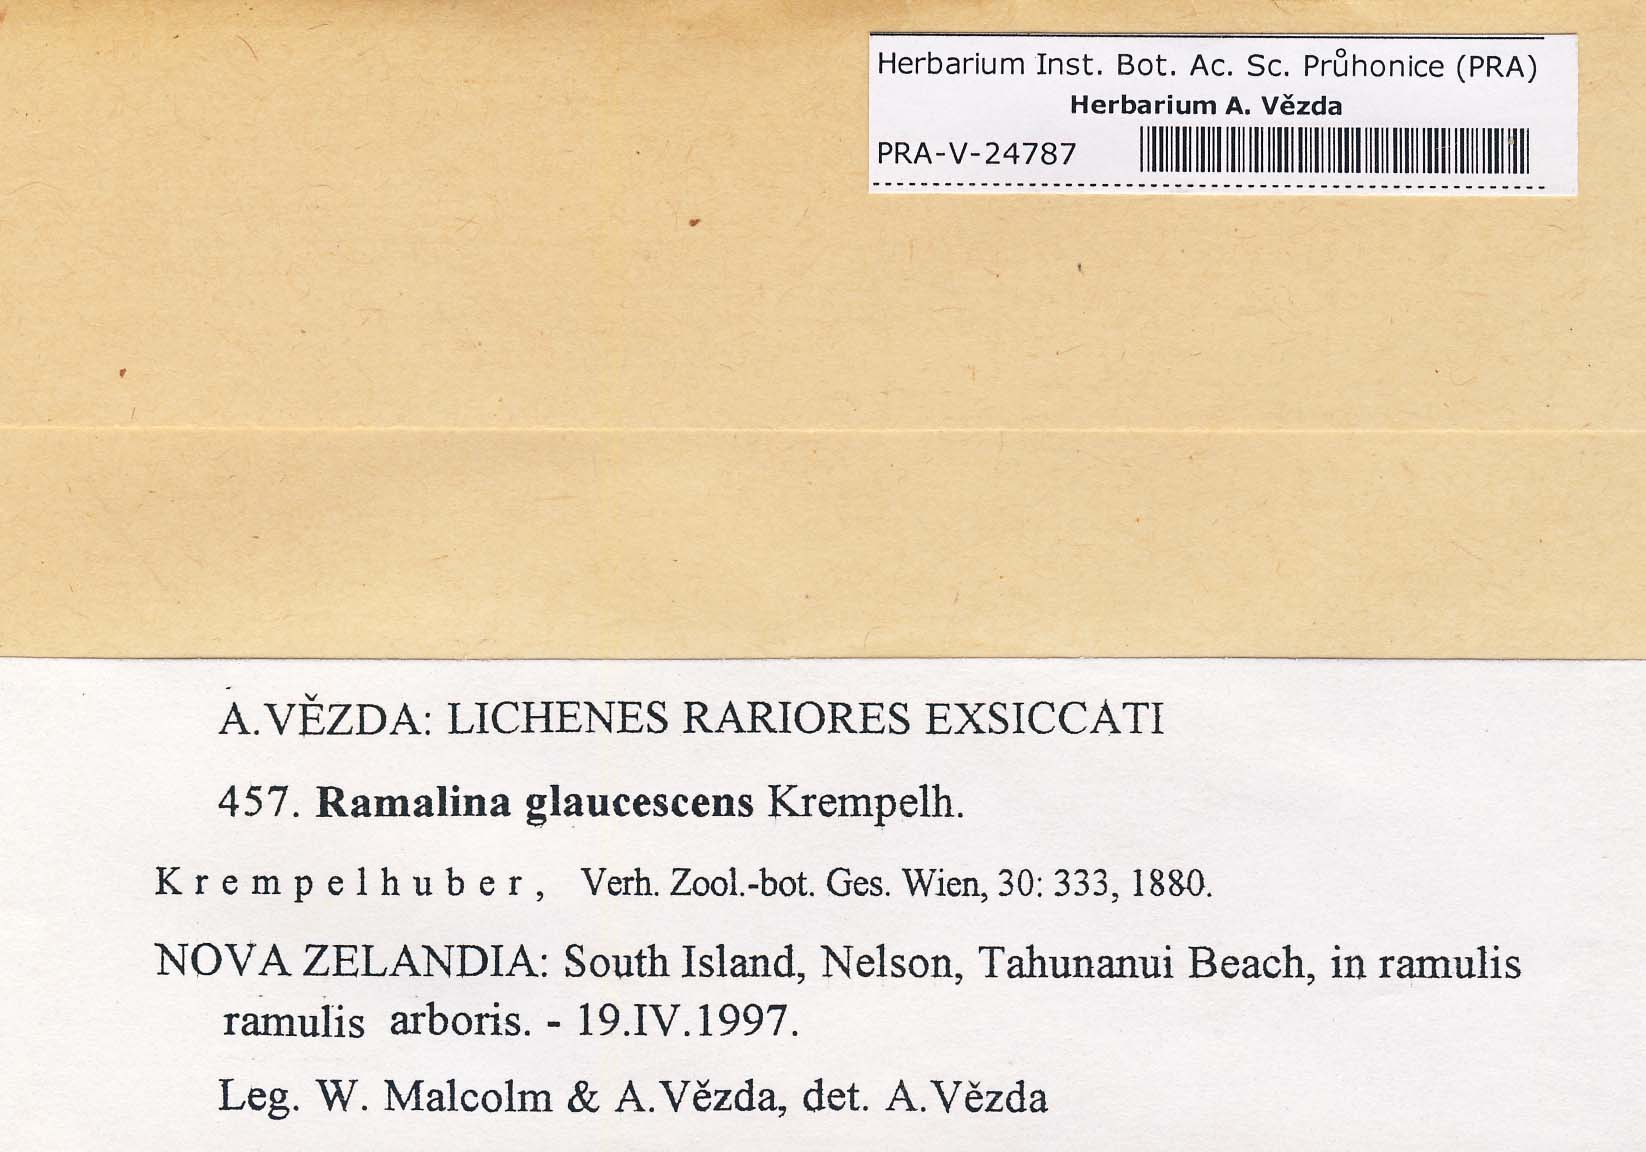 Herbarium Inst. Bot. Ac. Sc. Průhonice (PRA)
Herbarium A. Vězda
PRA-V-24787
A.VĚZDA: LICHENES RARIORES EXSICCATI
457. Ramalina glaucescens Krempelh.
Krempelhuber, Verh. Zool.-bot. Ges. Wien, 30: 333, 1880.
NOVA ZELANDIA: South Island, Nelson, Tahunanui Beach, in ramulis
ramulis arboris. - 19.IV.1997.
Leg. W. Malcolm & A.Vězda, det. A.Vězda